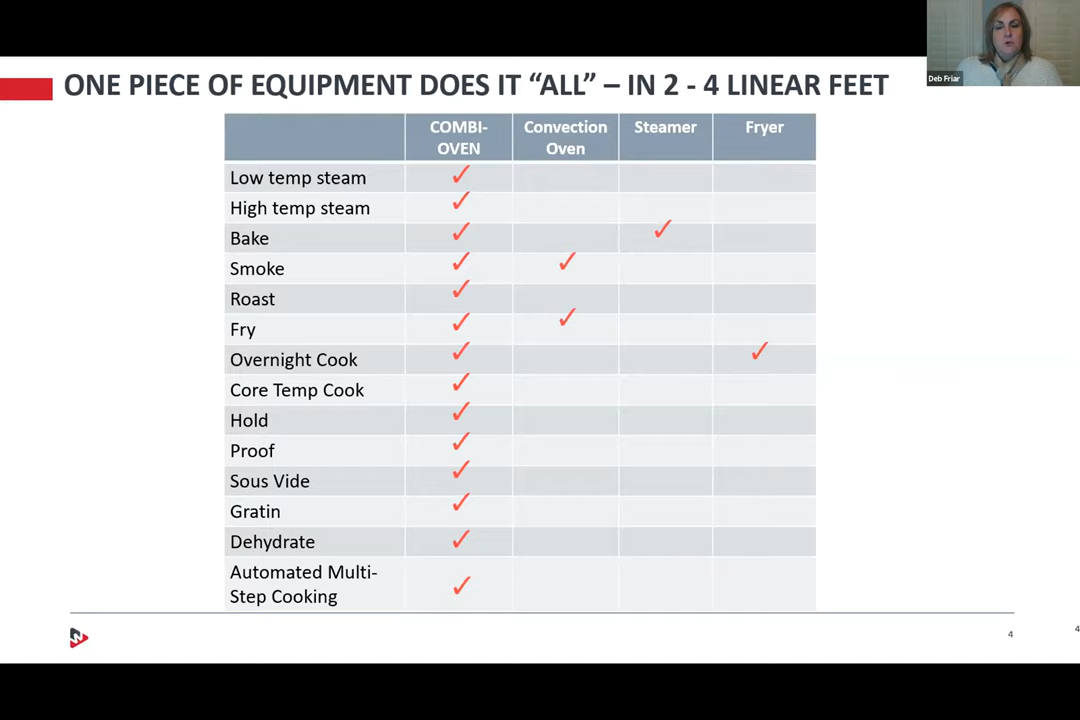 Deb Friar
ONE PIECE OF EQUIPMENT DOES IT “ALL” – IN 2 - 4 LINEAR FEET
COMBI-
OVEN
Convection
Oven
Steamer
Fryer
Low temp steam ✓
High temp steam ✓
Bake ✓ ✓
Smoke ✓ ✓
Roast ✓
Fry ✓ ✓
Overnight Cook ✓ ✓
Core Temp Cook ✓
Hold ✓
Proof ✓
Sous Vide ✓
Gratin ✓
Dehydrate ✓
Automated Multi-
Step Cooking ✓
4
4